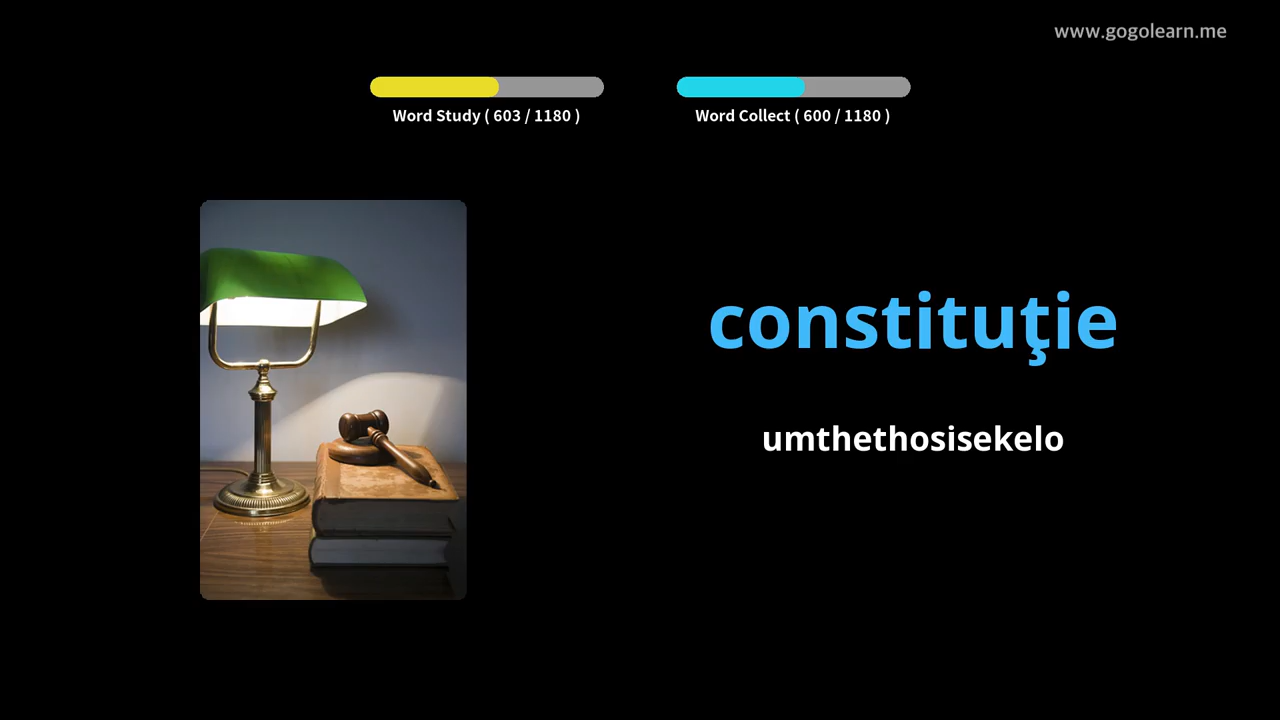 www.gogolearn.me
Word Study ( 603 / 1180 )
Word Collect ( 600 / 1180 )
constituţie
umthethosisekelo